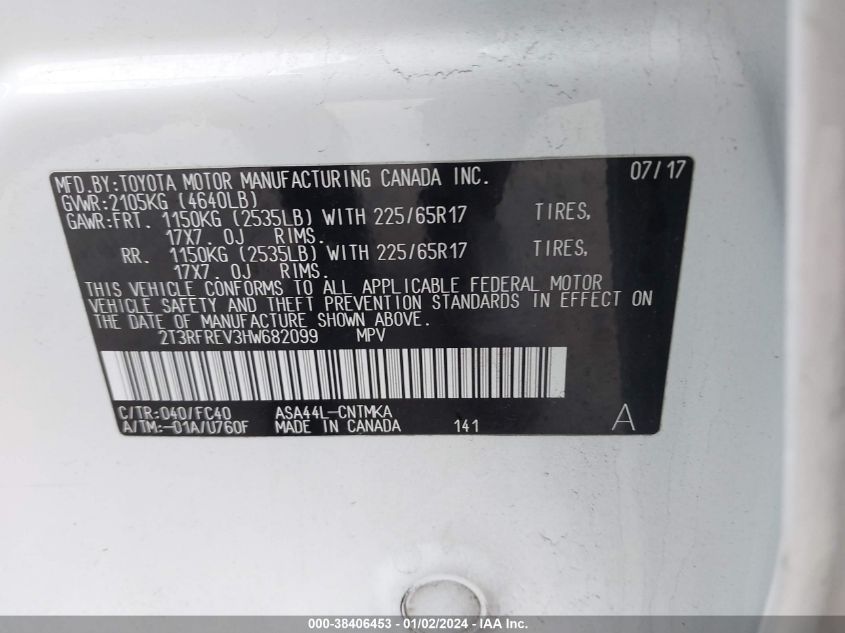 MFD.BY:TOYOTA MOTOR MANUFACTURING CANADA INC. 07/17
GVWR:2105KG (4640LB)
GAWR:FRT. 1150KG (2535LB) WITH 225/65R17 TIRES,
17X7.0J RIMS.
RR. 1150KG (2535LB) WITH 225/65R17 TIRES,
17X7.0J RIMS.
THIS VEHICLE CONFORMS TO ALL APPLICABLE FEDERAL MOTOR
VEHICLE SAFETY AND THEFT PREVENTION STANDARDS IN EFFECT ON
THE DATE OF MANUFACTURE SHOWN ABOVE.
2T3RFREV3HW682099 MPV
C/TR:040/FC40 ASA44L-CNTMKA
A/TM:-01A/U760F MADE IN CANADA 141 A
000-38406453 - 01/02/2024 - IAA Inc.